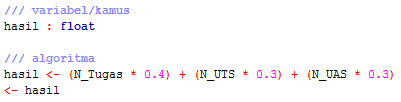 /// variabel/kamus
hasil : float
/// algoritma
hasil <- (N_Tugas * 0.4) + (N_UTS * 0.3) + (N_UAS * 0.3)
<- hasil